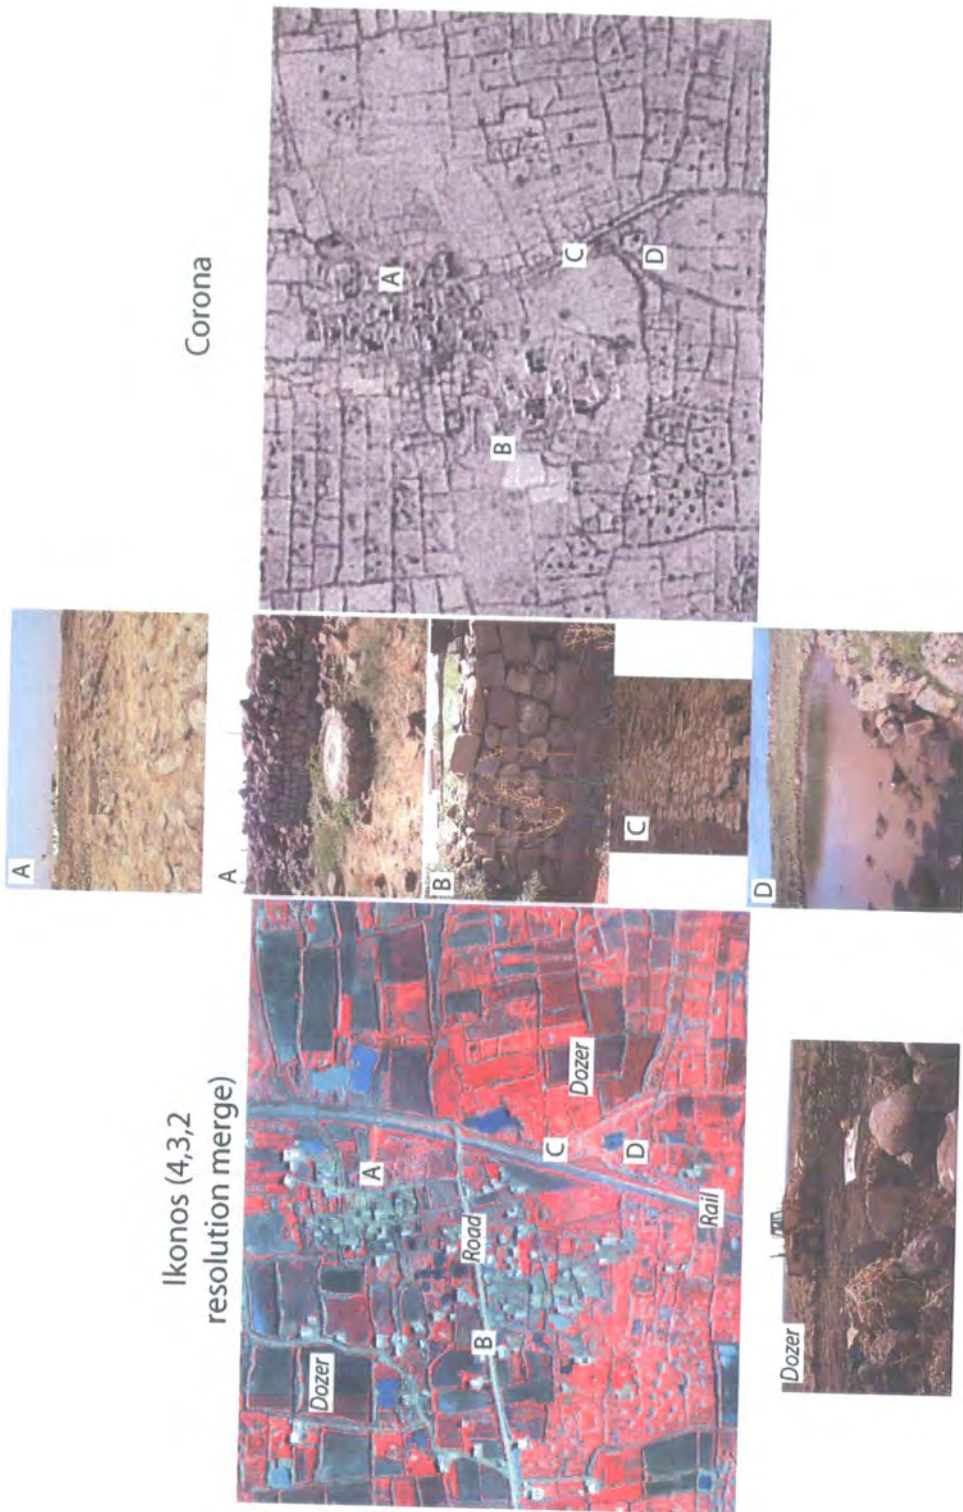 Ikonos (4,3,2
resolution merge)
Corona
Dozer
A
Road
B
C
D
Dozer
Rail
A
A
B
C
D
A
B
C
D
Dozer